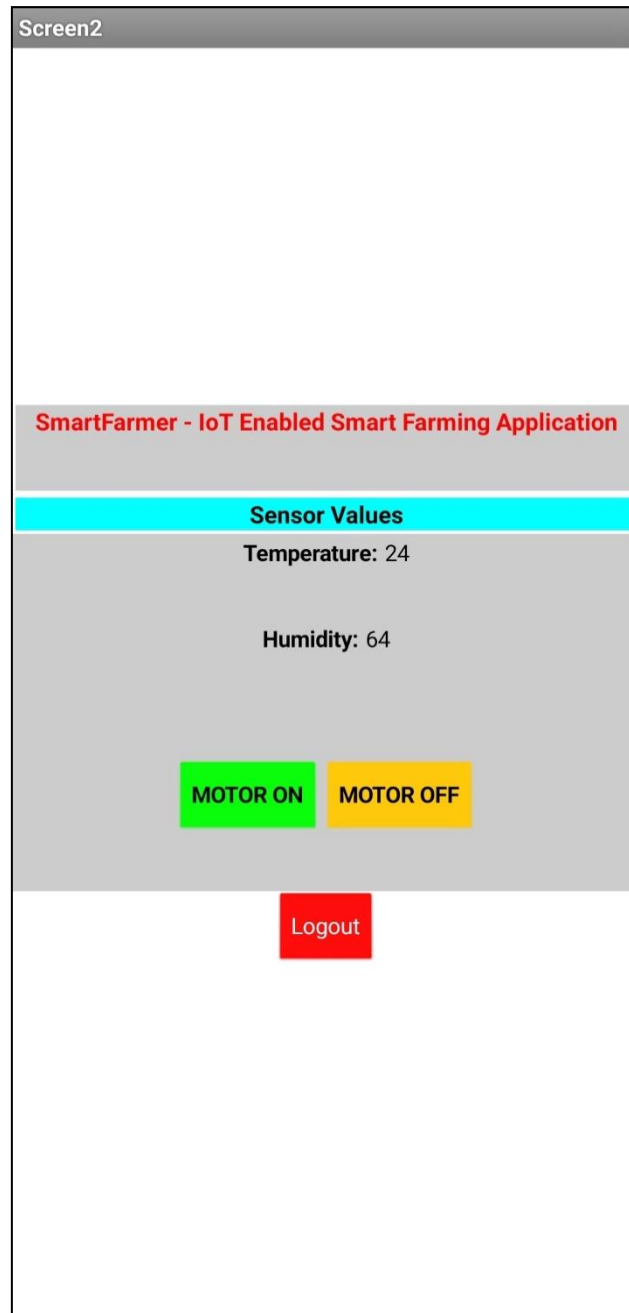 Screen2
SmartFarmer - IoT Enabled Smart Farming Application
Sensor Values
Temperature: 24
Humidity: 64
MOTOR ON MOTOR OFF
Logout